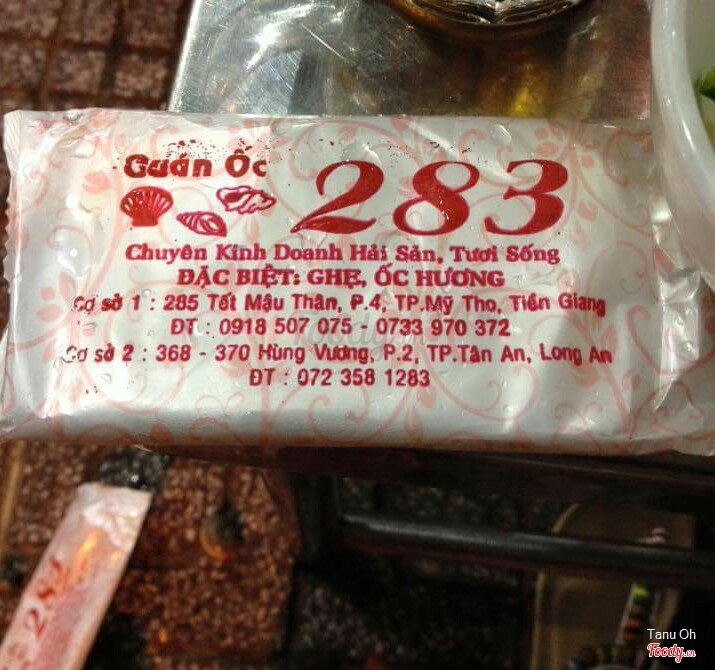 Quán Ốc 283
Chuyên Kinh Doanh Hải Sản, Tươi Sống
ĐẶC BIỆT: GHẸ, ỐC HƯƠNG
Cơ sở 1 : 285 Tết Mậu Thân, P.4, TP.Mỹ Tho, Tiền Giang
ĐT : 0918 507 075 - 0733 970 372
Cơ sở 2 : 368 - 370 Hùng Vương, P.2, TP.Tân An, Long An
ĐT : 072 358 1283
283
Tanu Oh
Foody.vn